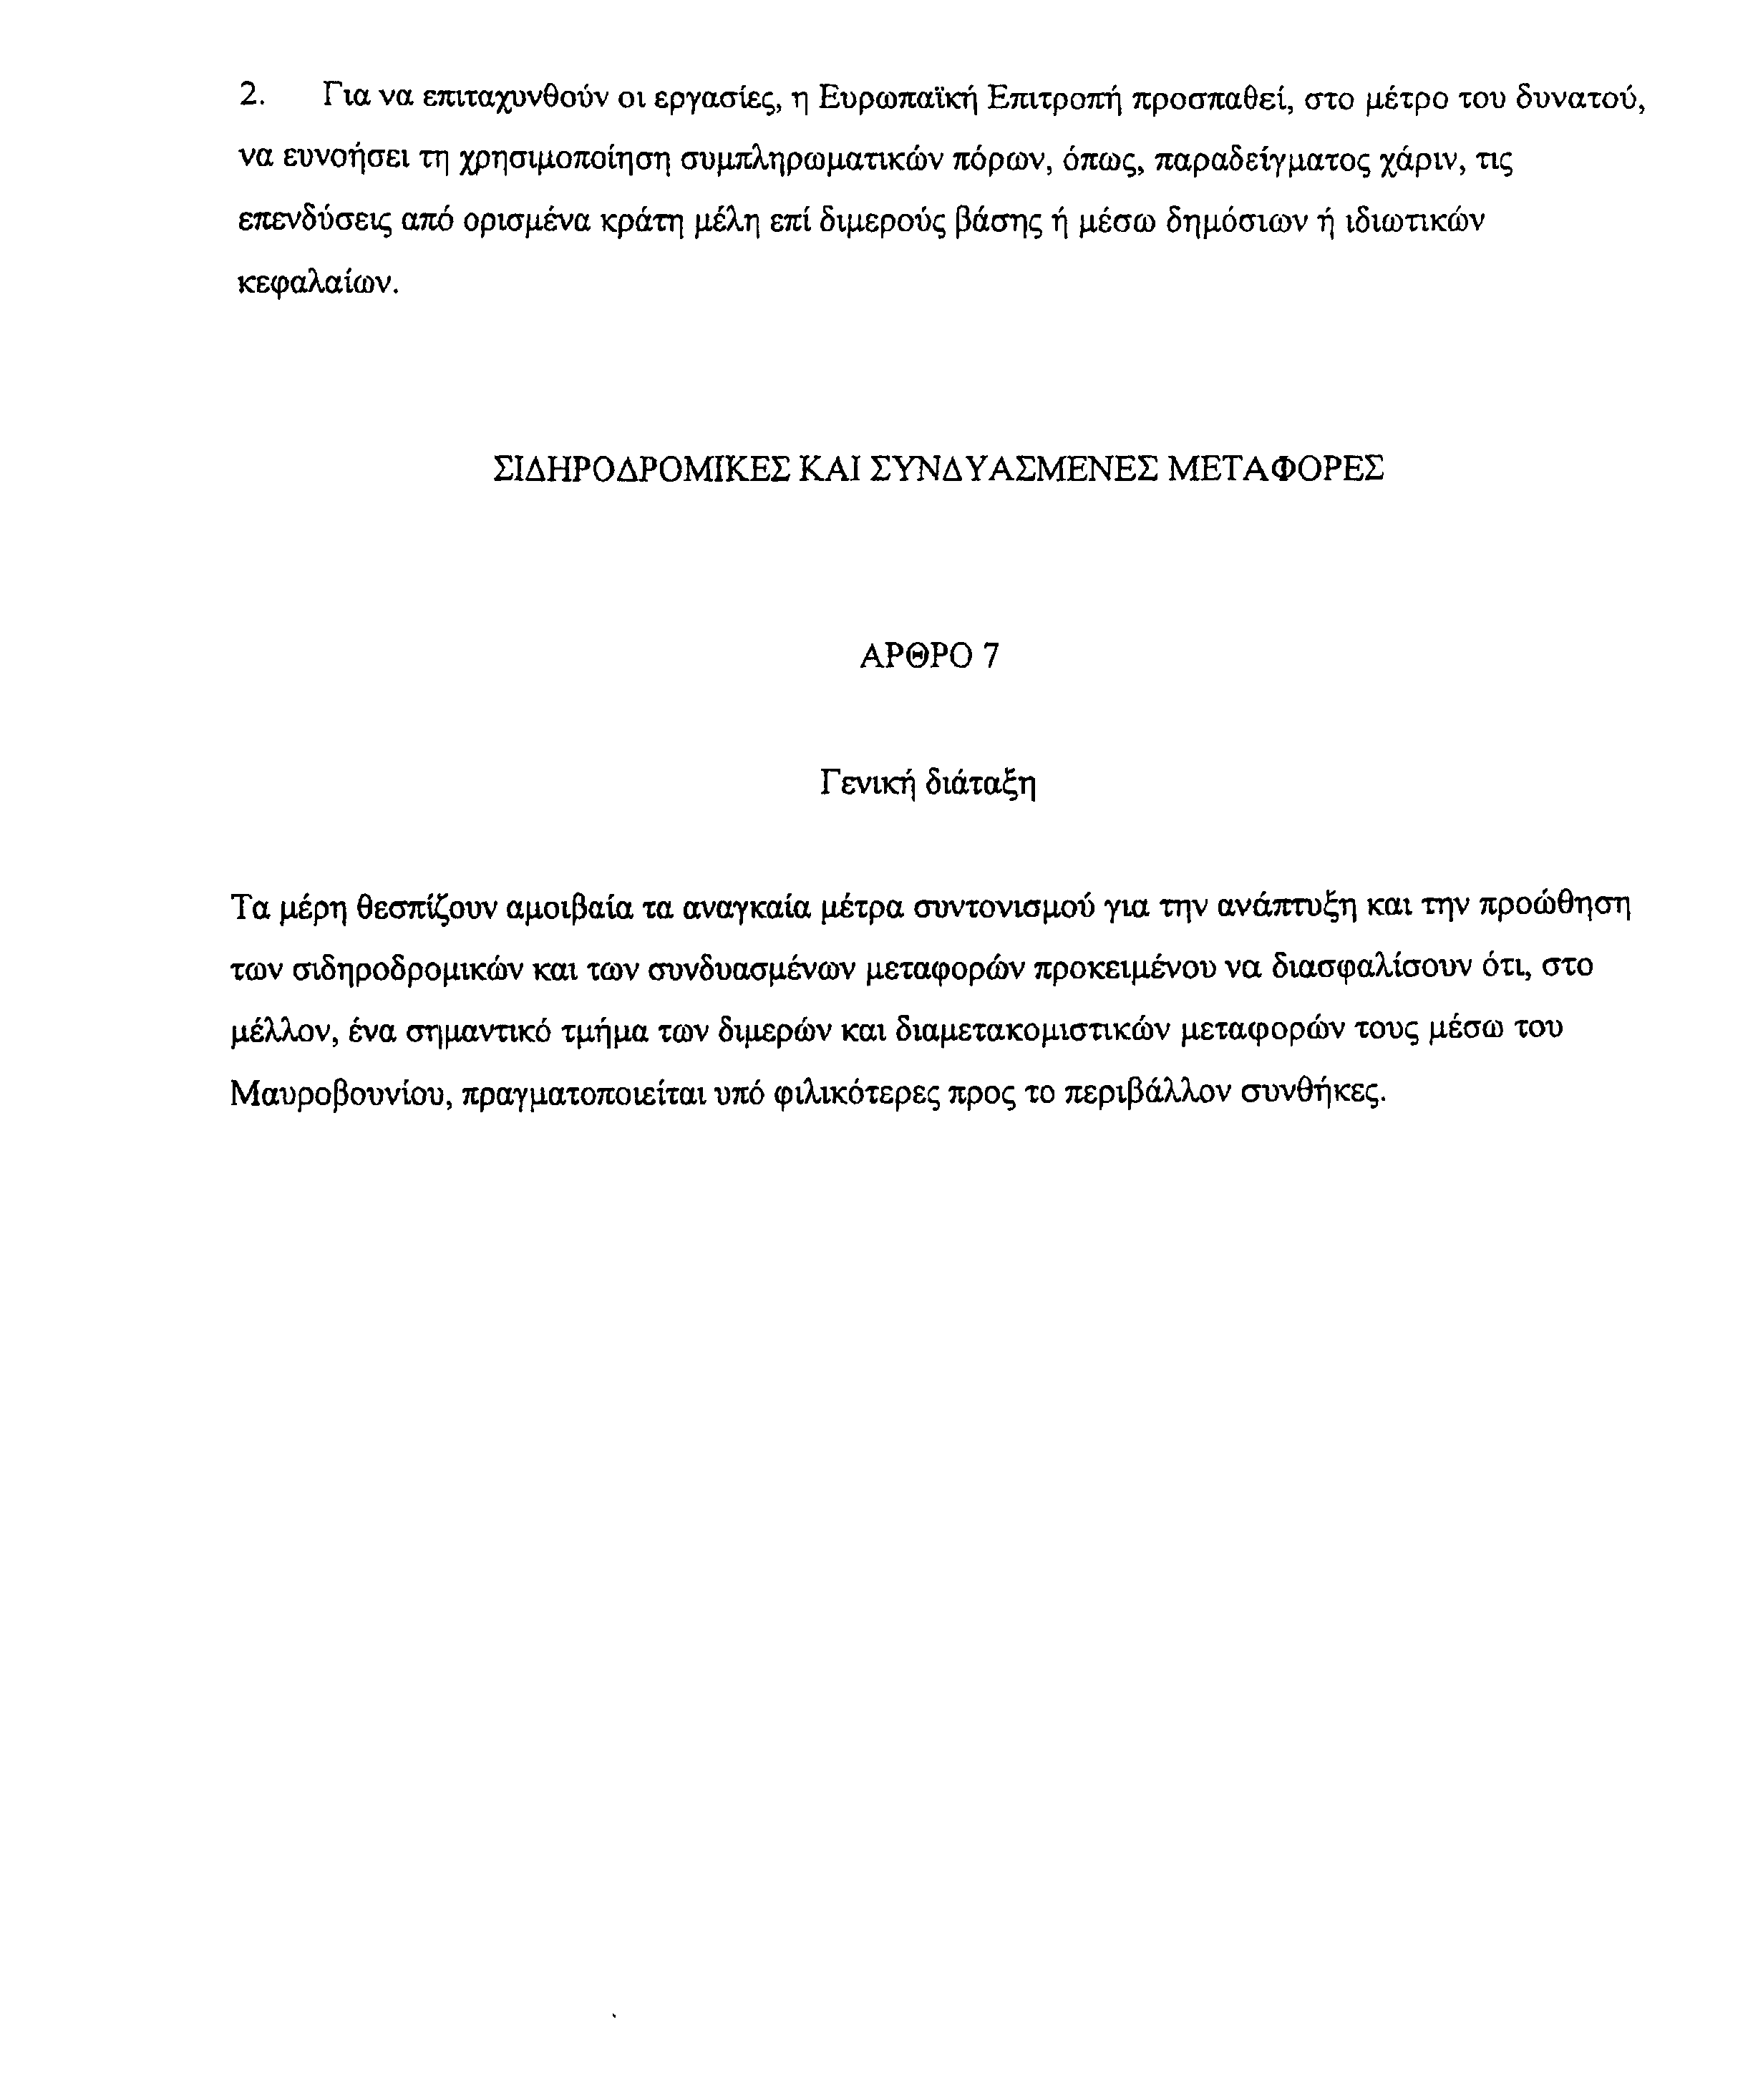 2. Για να επιταχυνθούν οι εργασίες, η Ευρωπαϊκή Επιτροπή προσπαθεί, στο μέτρο του δυνατού,
να ευνοήσει τη χρησιμοποίηση συμπληρωματικών πόρων, όπως, παραδείγματος χάριν, τις
επενδύσεις από ορισμένα κράτη μέλη επί διμερούς βάσης ή μέσω δημόσιων ή ιδιωτικών
κεφαλαίων.
ΣΙΔΗΡΟΔΡΟΜΙΚΕΣ ΚΑΙ ΣΥΝΔΥΑΣΜΕΝΕΣ ΜΕΤΑΦΟΡΕΣ
ΑΡΘΡΟ 7
Γενική διάταξη
Τα μέρη θεσπίζουν αμοιβαία τα αναγκαία μέτρα συντονισμού για την ανάπτυξη και την προώθηση
των σιδηροδρομικών και των συνδυασμένων μεταφορών προκειμένου να διασφαλίσουν ότι, στο
μέλλον, ένα σημαντικό τμήμα των διμερών και διαμετακομιστικών μεταφορών τους μέσω του
Μαυροβουνίου, πραγματοποιείται υπό φιλικότερες προς το περιβάλλον συνθήκες.